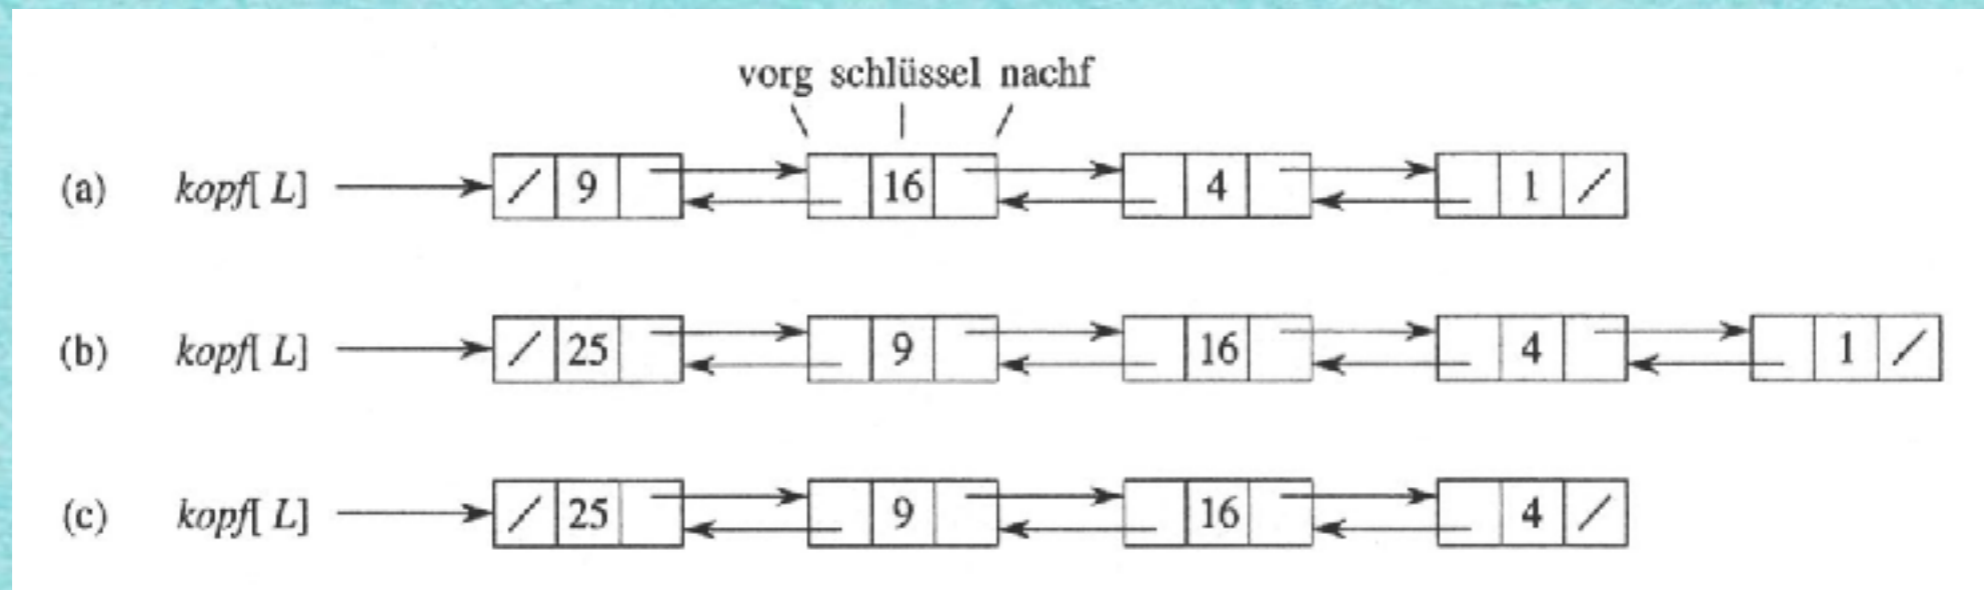 vorg schlüssel nachf
(a) kopf[ L] / 9 16 4 1 /
(b) kopf[ L] / 25 9 16 4 1 /
(c) kopf[ L] / 25 9 16 4 /